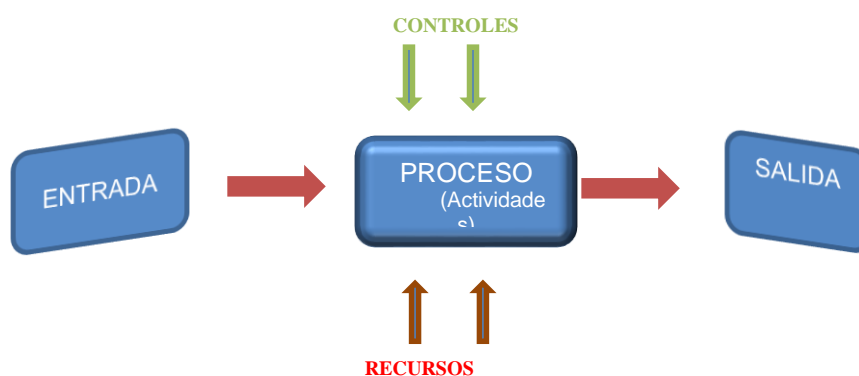 CONTROLES
ENTRADA
PROCESO
(Actividade
s)
SALIDA
RECURSOS